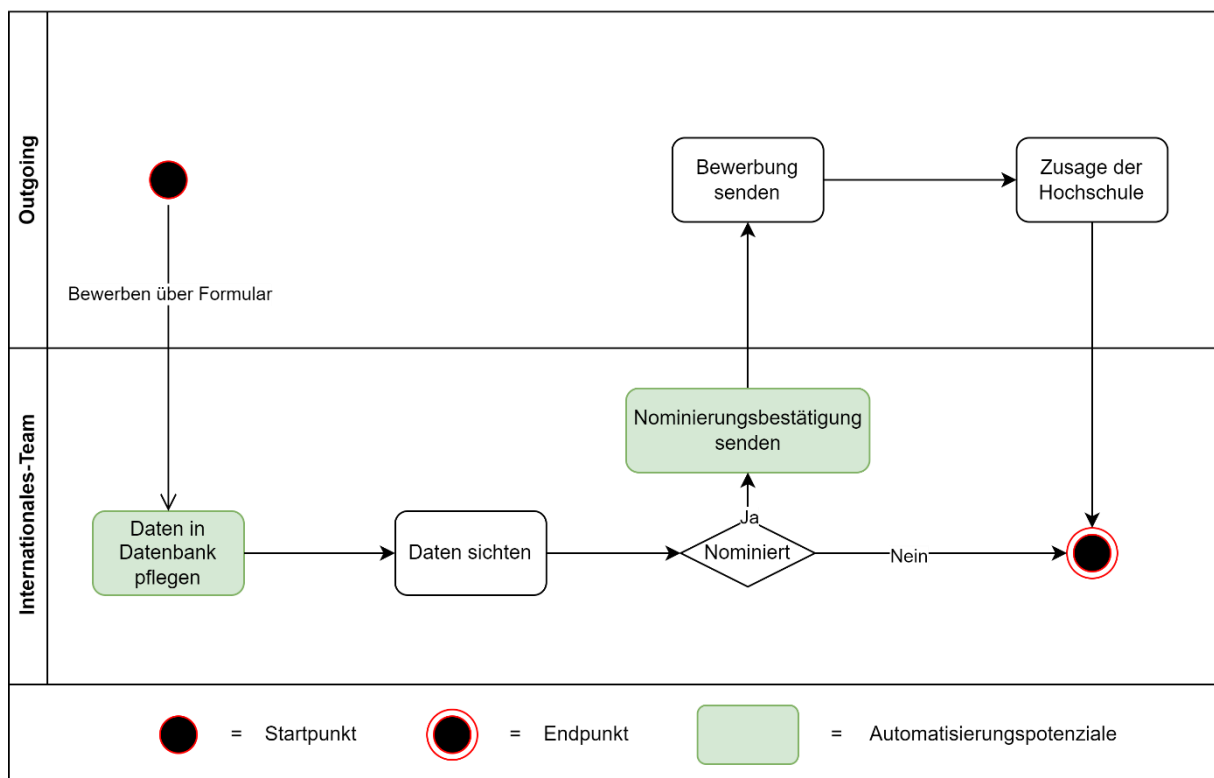 Outgoing
Bewerben über Formular
Bewerbung
senden
Zusage der
Hochschule
Internationales-Team
Daten in
Datenbank
pflegen
Daten sichten
Nominierungsbestätigung
senden
Ja
Nominiert
Nein
= Startpunkt
= Endpunkt
= Automatisierungspotenziale